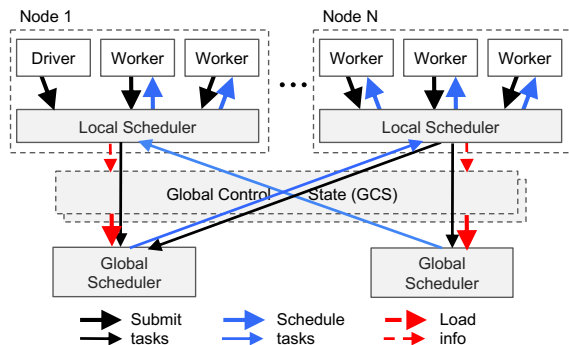 Node 1
Node N
Driver Worker Worker
...
Worker Worker Worker
Local Scheduler
Local Scheduler
Global Control State (GCS)
Global
Scheduler
Global
Scheduler
Submit
tasks
Schedule
tasks
Load
info